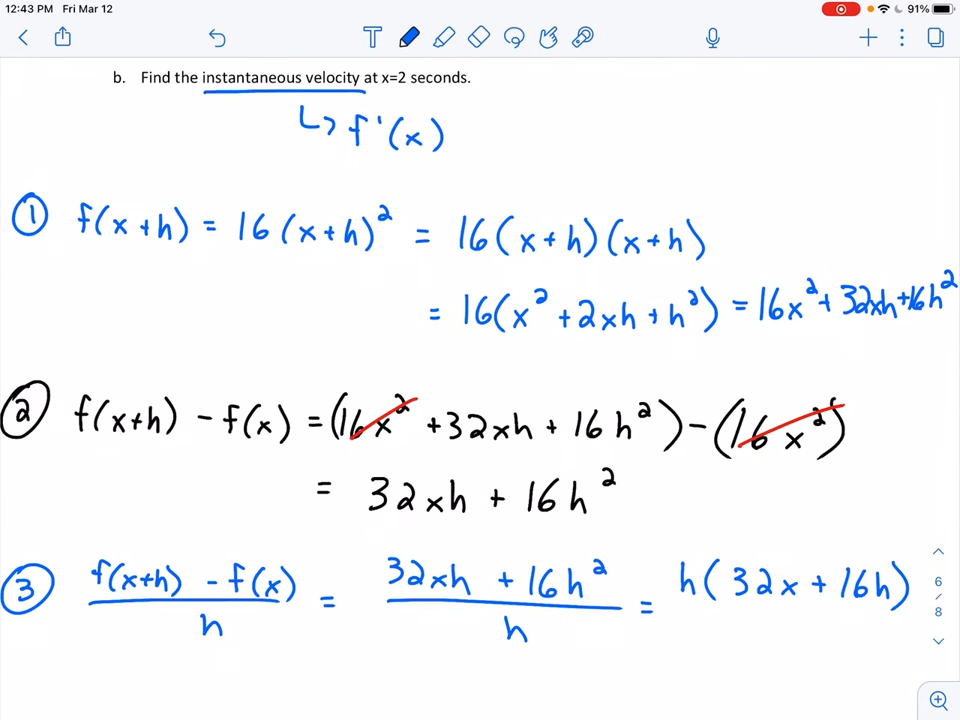 12:43 PM Fri Mar 12 91%
b. Find the instantaneous velocity at x=2 seconds.
↳ f'(x)
① f(x+h) = 16(x+h)² = 16(x+h)(x+h)
= 16(x² + 2xh + h²) = 16x² + 32xh + 16h²
② f(x+h) - f(x) = (16x² + 32xh + 16h²) - (16x²)
= 32xh + 16h²
③ f(x+h) - f(x) / h = 32xh + 16h² / h = h(32x + 16h)
6
/
8